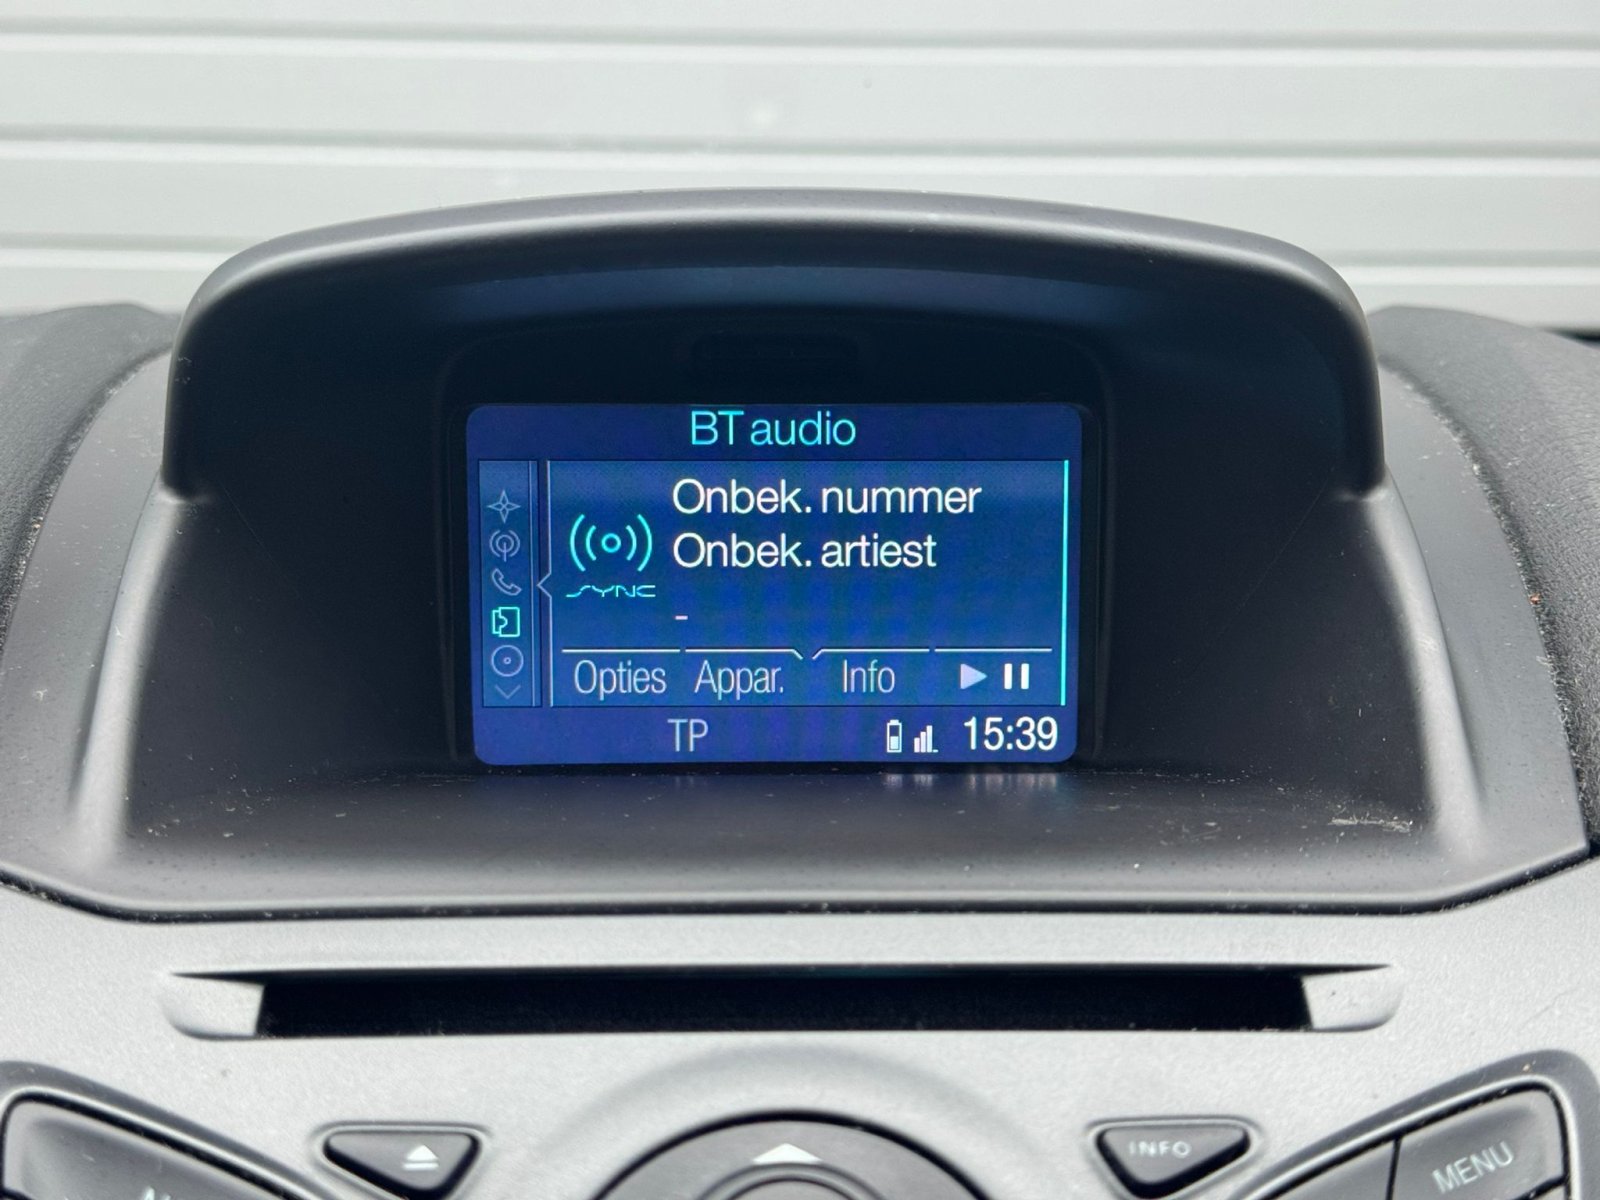 BT audio
Onbek. nummer
Onbek. artiest
SYNC
-
Opties Appar. Info
TP 15:39
INFO
MENU